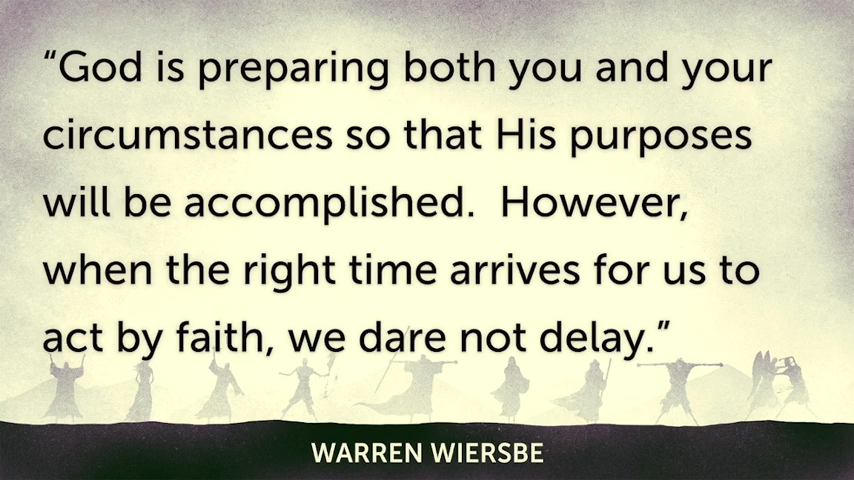 “God is preparing both you and your
circumstances so that His purposes
will be accomplished.  However,
when the right time arrives for us to
act by faith, we dare not delay.”
WARREN WIERSBE